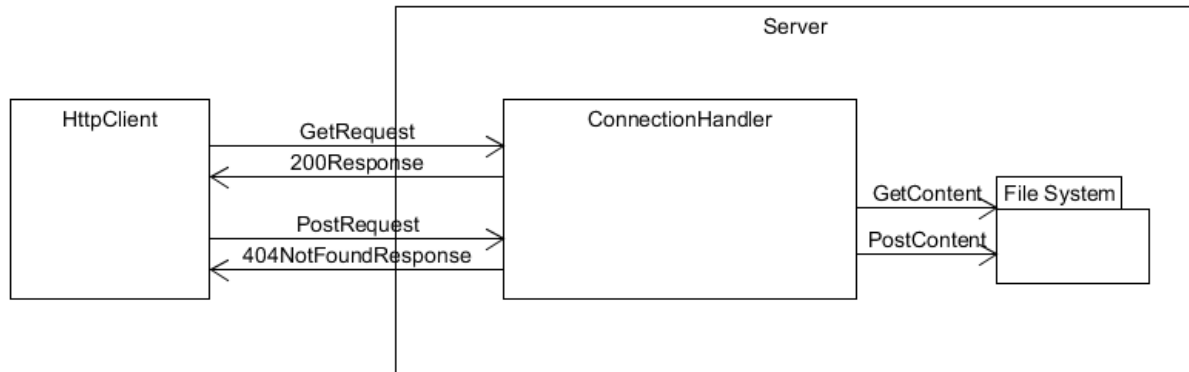 Server
HttpClient
ConnectionHandler
GetRequest
200Response
PostRequest
404NotFoundResponse
GetContent
File System
PostContent